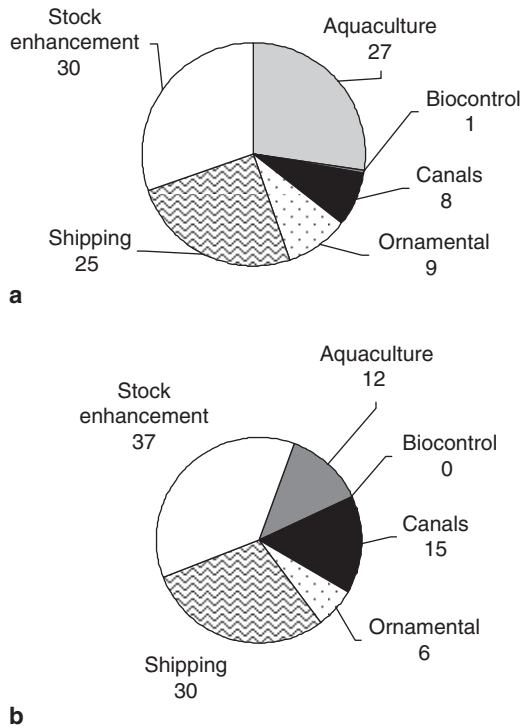 Stock
enhancement
30
Aquaculture
27
Biocontrol
1
Canals
8
Ornamental
9
Shipping
25
a
Aquaculture
12
Stock
enhancement
37
Biocontrol
0
Canals
15
Ornamental
6
Shipping
30
b